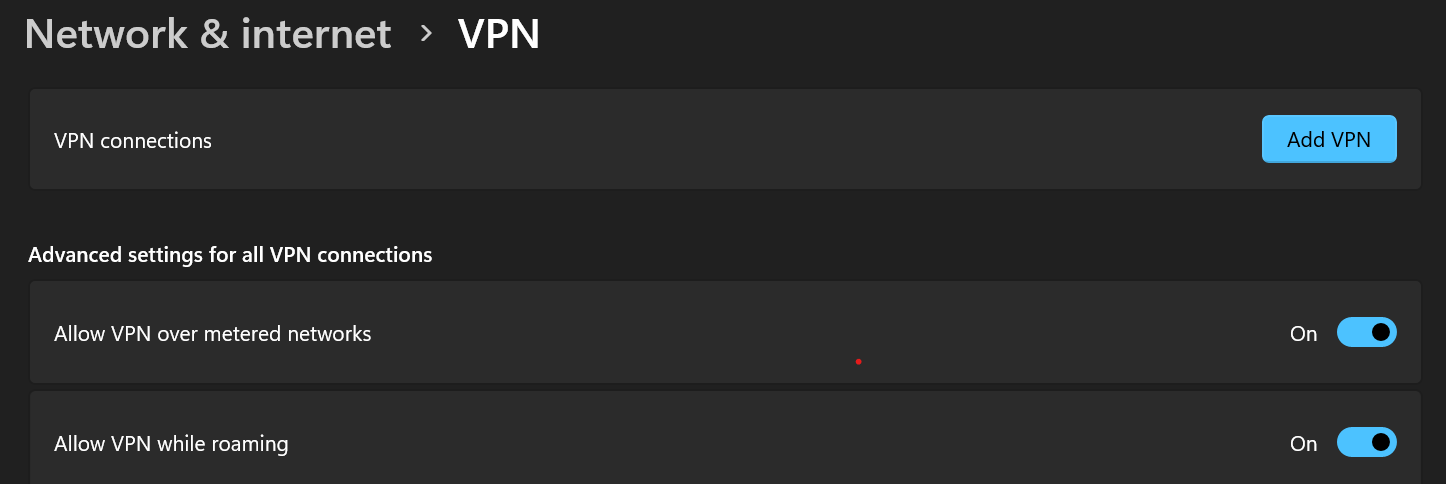 Network & internet > VPN
VPN connections Add VPN
Advanced settings for all VPN connections
Allow VPN over metered networks On
Allow VPN while roaming On